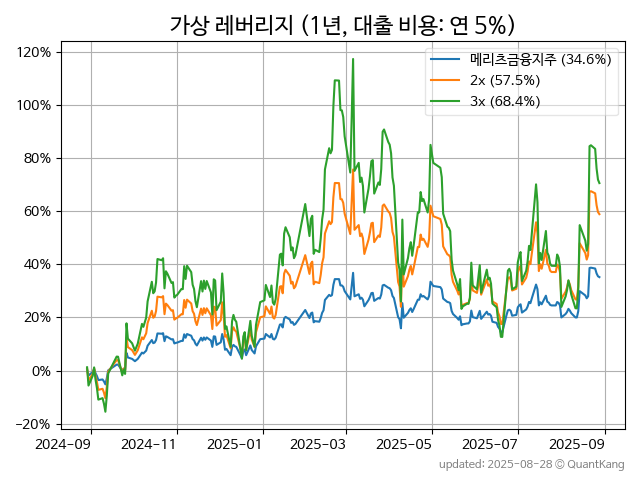 가상 레버리지 (1년, 대출 비용: 연 5%)
메리츠금융지주 (34.6%)
2x (57.5%)
3x (68.4%)
120%
100%
80%
60%
40%
20%
0%
−20%
2024-09 2024-11 2025-01 2025-03 2025-05 2025-07 2025-09
updated: 2025-08-28 © QuantKang